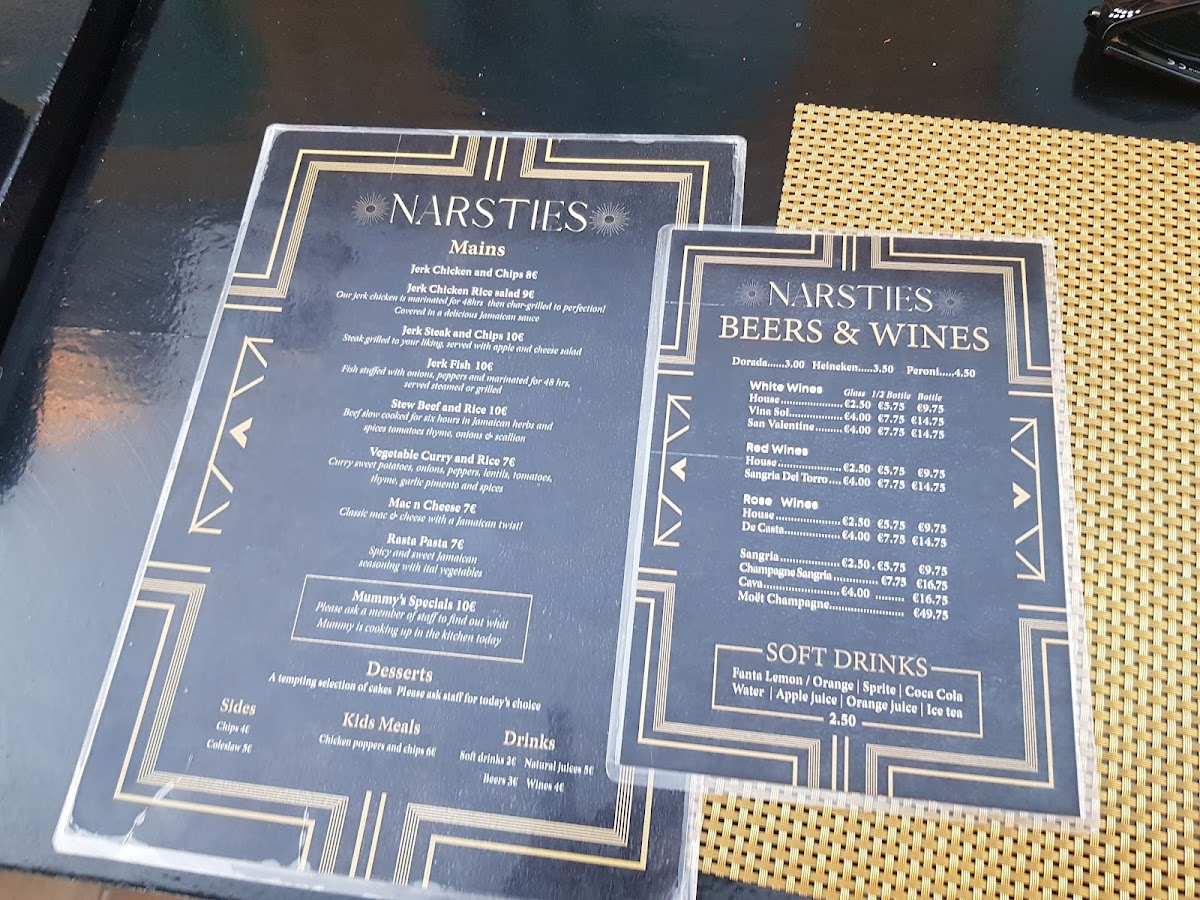 NARSTIES
Mains
Jerk Chicken and Chips 8€
Jerk Chicken Rice salad 9€
Our jerk chicken is marinated for 48hrs then char-grilled to perfection!
Covered in a delicious Jamaican sauce
Jerk Steak and Chips 10€
Steak grilled to your liking, served with apple and cheese salad
Jerk Fish 10€
Fish stuffed with onions, peppers and marinated for 48 hrs,
served steamed or grilled
Stew Beef and Rice 10€
Beef slow cooked for six hours in Jamaican herbs and
spices tomatoes thyme, onions & scallion
Vegetable Curry and Rice 7€
Curry sweet potatoes, onions, peppers, lentils, tomatoes,
thyme, garlic pimento and spices
Mac n Cheese 7€
Classic mac & cheese with a Jamaican twist!
Rasta Pasta 7€
Spicy and sweet Jamaican
seasoning with ital vegetables
Mummy's Specials 10€
Please ask a member of staff to find out what
Mummy is cooking up in the kitchen today
Desserts
A tempting selection of cakes Please ask staff for today's choice
Sides
Chips 4€
Coleslaw 3€
Kids Meals
Chicken poppers and chips 6€
Drinks
Soft drinks 2€ Natural juices 5€
Beers 3€ Wines 4€
NARSTIES
BEERS & WINES
Dorada......3.00 Heineken.....3.50 Peroni.....4.50
White Wines Glass 1/2 Bottle Bottle
House..................... €2.50 €5.75 €9.75
Vina Sol................... €4.00 €7.75 €14.75
San Valentino......... €4.00 €7.75 €14.75
Red Wines
House ..................... €2.50 €5.75 €9.75
Sangria Del Torro.... €4.00 €7.75 €14.75
Rose Wines
House ..................... €2.50 €5.75 €9.75
De Casta.................. €4.00 €7.75 €14.75
Sangria.................... €2.50 . €5.75 €9.75
Champagne Sangria ............... €7.75 €16.75
Cava......................... €4.00 ......... €16.75
Moët Champagne........................ €49.75
SOFT DRINKS
Fanta Lemon / Orange | Sprite | Coca Cola
Water | Apple Juice | Orange Juice | Ice tea
2.50